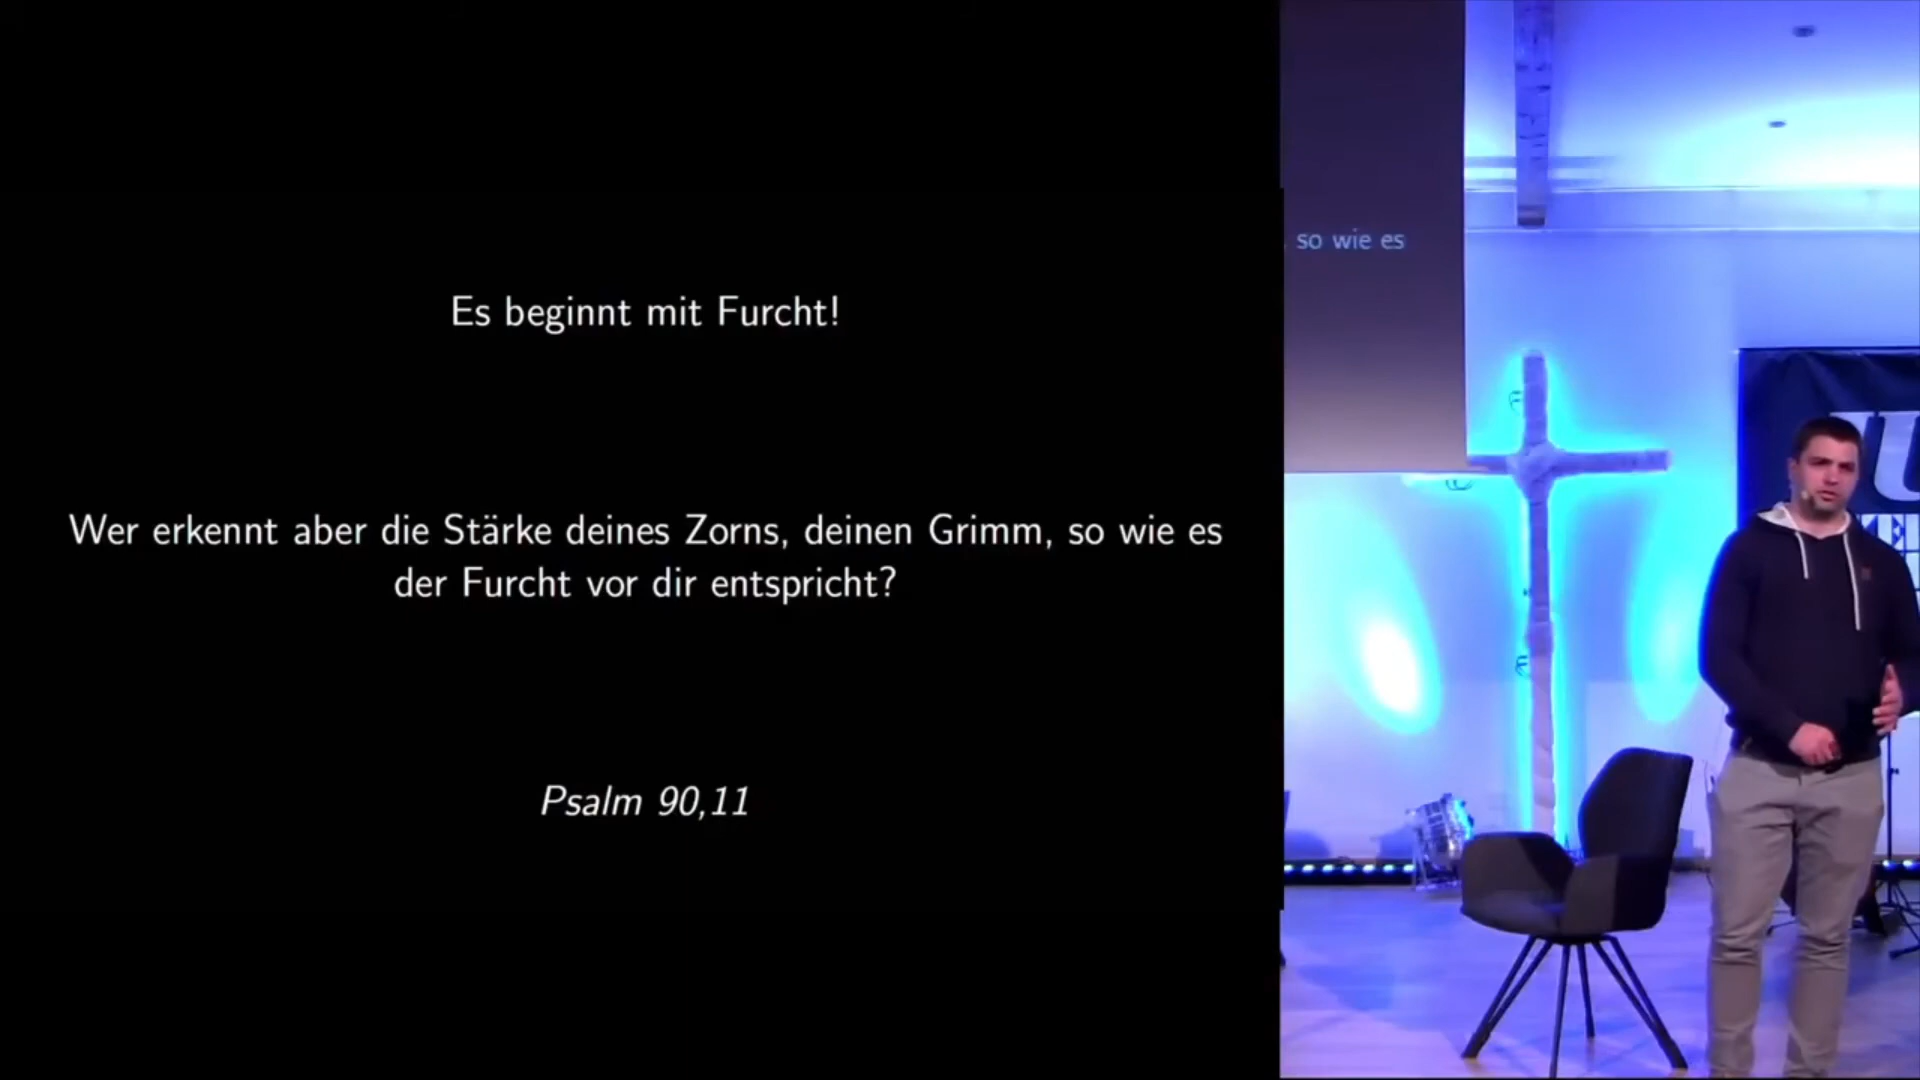 Es beginnt mit Furcht!
Wer erkennt aber die Stärke deines Zorns, deinen Grimm, so wie es
der Furcht vor dir entspricht?
Psalm 90,11
so wie es